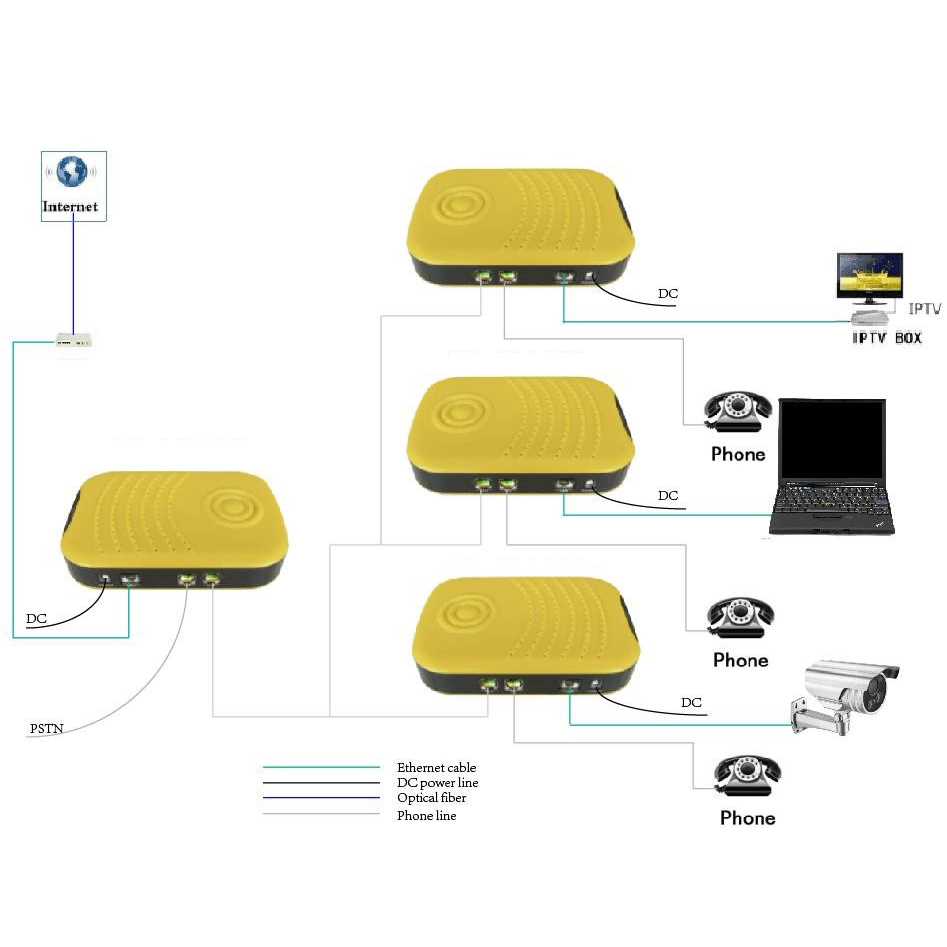 Internet
DC
IPTV
IPTV BOX
Phone
DC
DC
Phone
DC
PSTN
Phone
Ethernet cable
DC power line
Optical fiber
Phone line